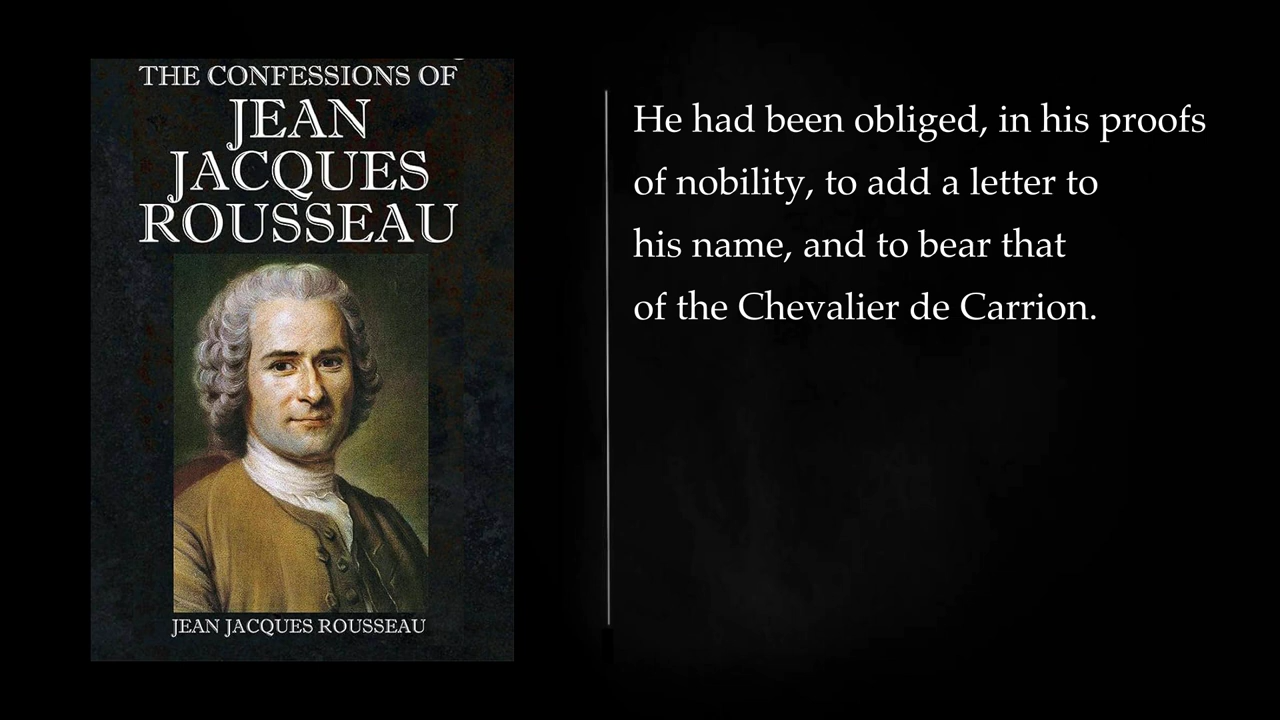 THE CONFESSIONS OF
JEAN
JACQUES
ROUSSEAU
JEAN JACQUES ROUSSEAU
He had been obliged, in his proofs
of nobility, to add a letter to
his name, and to bear that
of the Chevalier de Carrion.